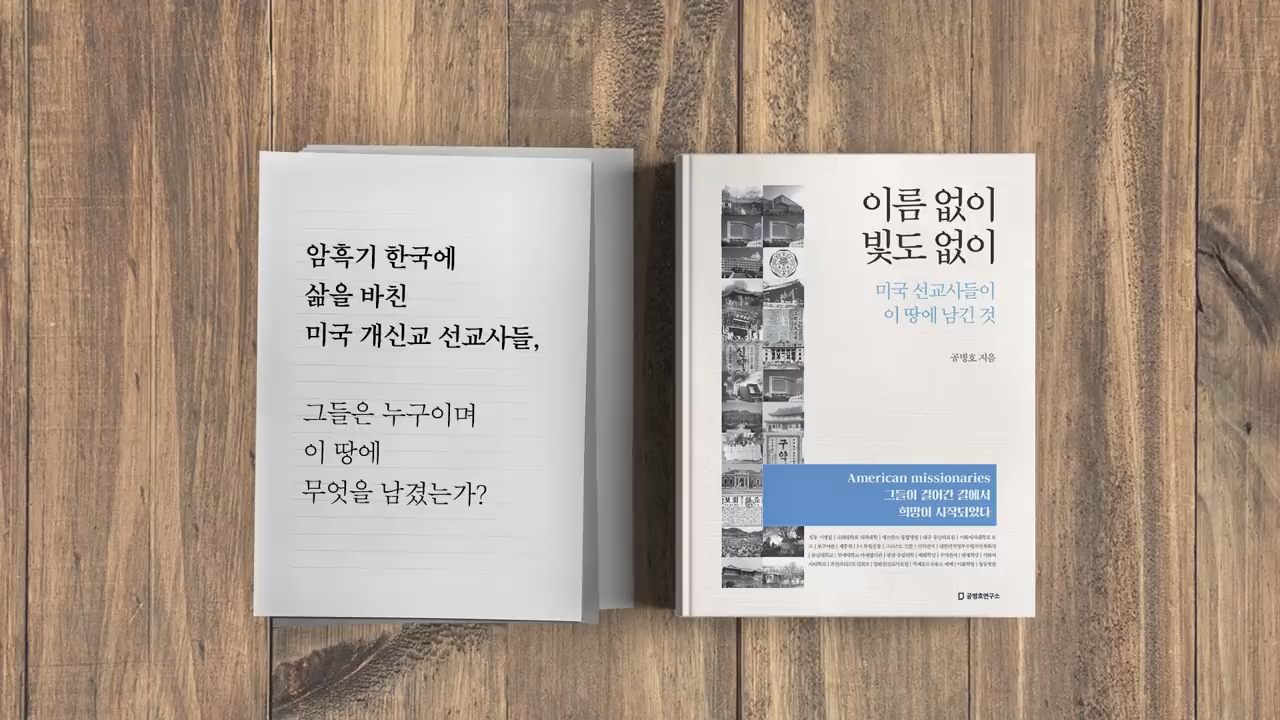 암흑기 한국에
삶을 바친
미국 개신교 선교사들,
그들은 누구이며
이 땅에
무엇을 남겼는가?
이름 없이
빛도 없이
미국 선교사들이
이 땅에 남긴 것
공병호 지음
신약
구약
American missionaries
그들이 걸어간 길에서
희망이 시작되었다
공병호연구소